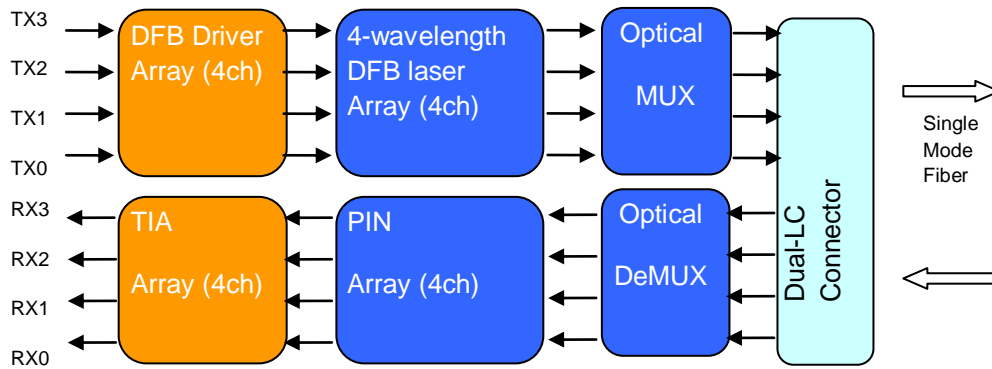 TX3
TX2
TX1
TX0
DFB Driver
Array (4ch)
4-wavelength
DFB laser
Array (4ch)
Optical
MUX
Single
Mode
Fiber
RX3
RX2
RX1
RX0
TIA
Array (4ch)
PIN
Array (4ch)
Optical
DeMUX
Dual-LC
Connector